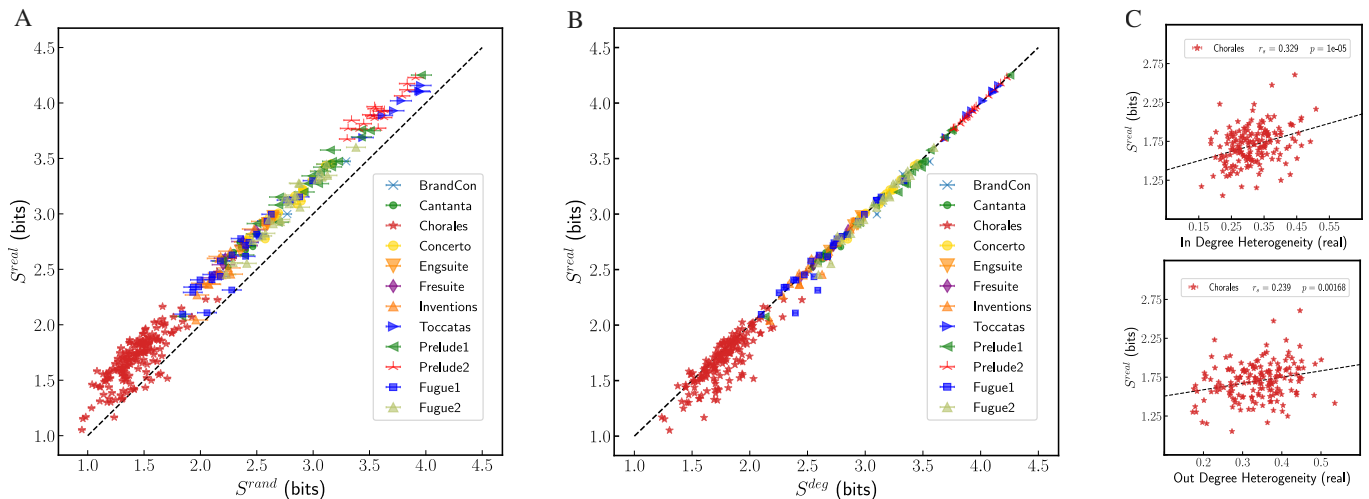 A
S^real (bits)
4.5
4.0
3.5
3.0
2.5
2.0
1.5
1.0
BrandCon
Cantanta
Chorales
Concerto
Engsuite
Fresuite
Inventions
Toccatas
Prelude1
Prelude2
Fugue1
Fugue2
1.0 1.5 2.0 2.5 3.0 3.5 4.0 4.5
S^rand (bits)
B
S^real (bits)
4.5
4.0
3.5
3.0
2.5
2.0
1.5
1.0
BrandCon
Cantanta
Chorales
Concerto
Engsuite
Fresuite
Inventions
Toccatas
Prelude1
Prelude2
Fugue1
Fugue2
1.0 1.5 2.0 2.5 3.0 3.5 4.0 4.5
S^deg (bits)
C
Chorales r_s = 0.329 p = 1e-05
S^real (bits)
2.75
2.25
1.75
1.25
0.15 0.25 0.35 0.45 0.55
In Degree Heterogeneity (real)
Chorales r_s = 0.239 p = 0.00168
S^real (bits)
2.75
2.25
1.75
1.25
0.2 0.3 0.4 0.5
Out Degree Heterogeneity (real)